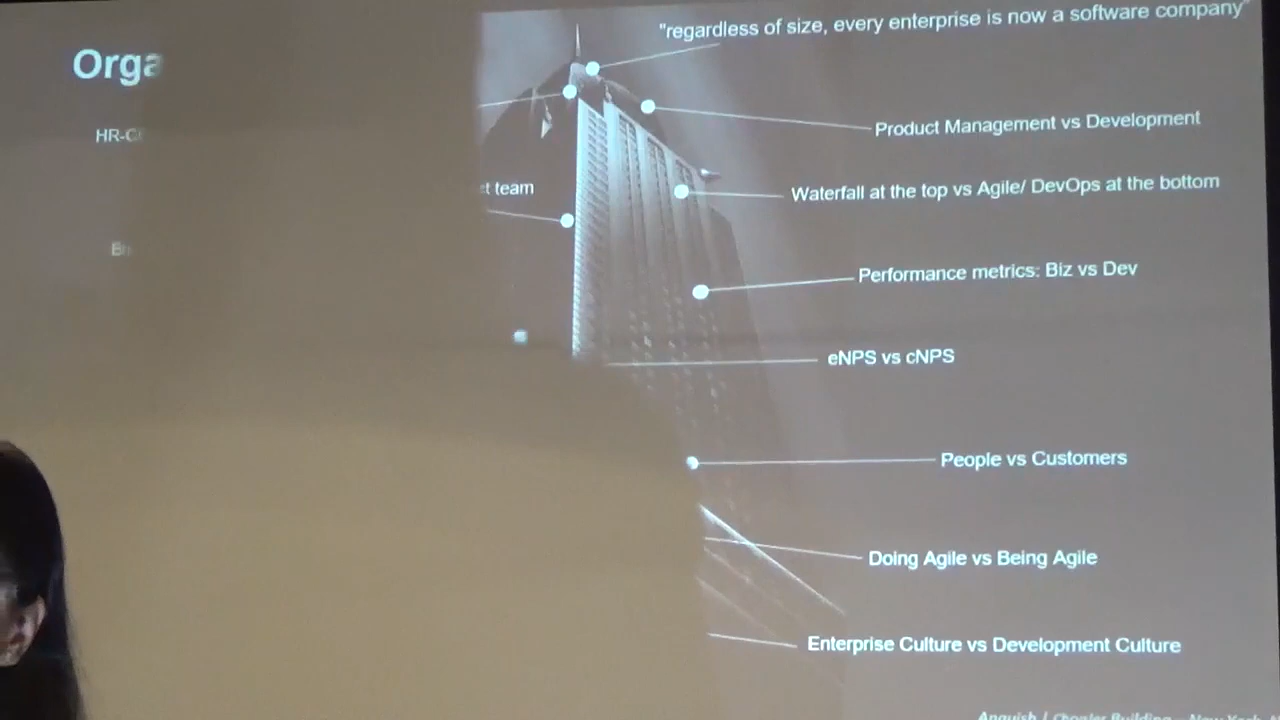 "regardless of size, every enterprise is now a software company"
Product Management vs Development
team
Waterfall at the top vs Agile/ DevOps at the bottom
Performance metrics: Biz vs Dev
eNPS vs cNPS
People vs Customers
Doing Agile vs Being Agile
Enterprise Culture vs Development Culture